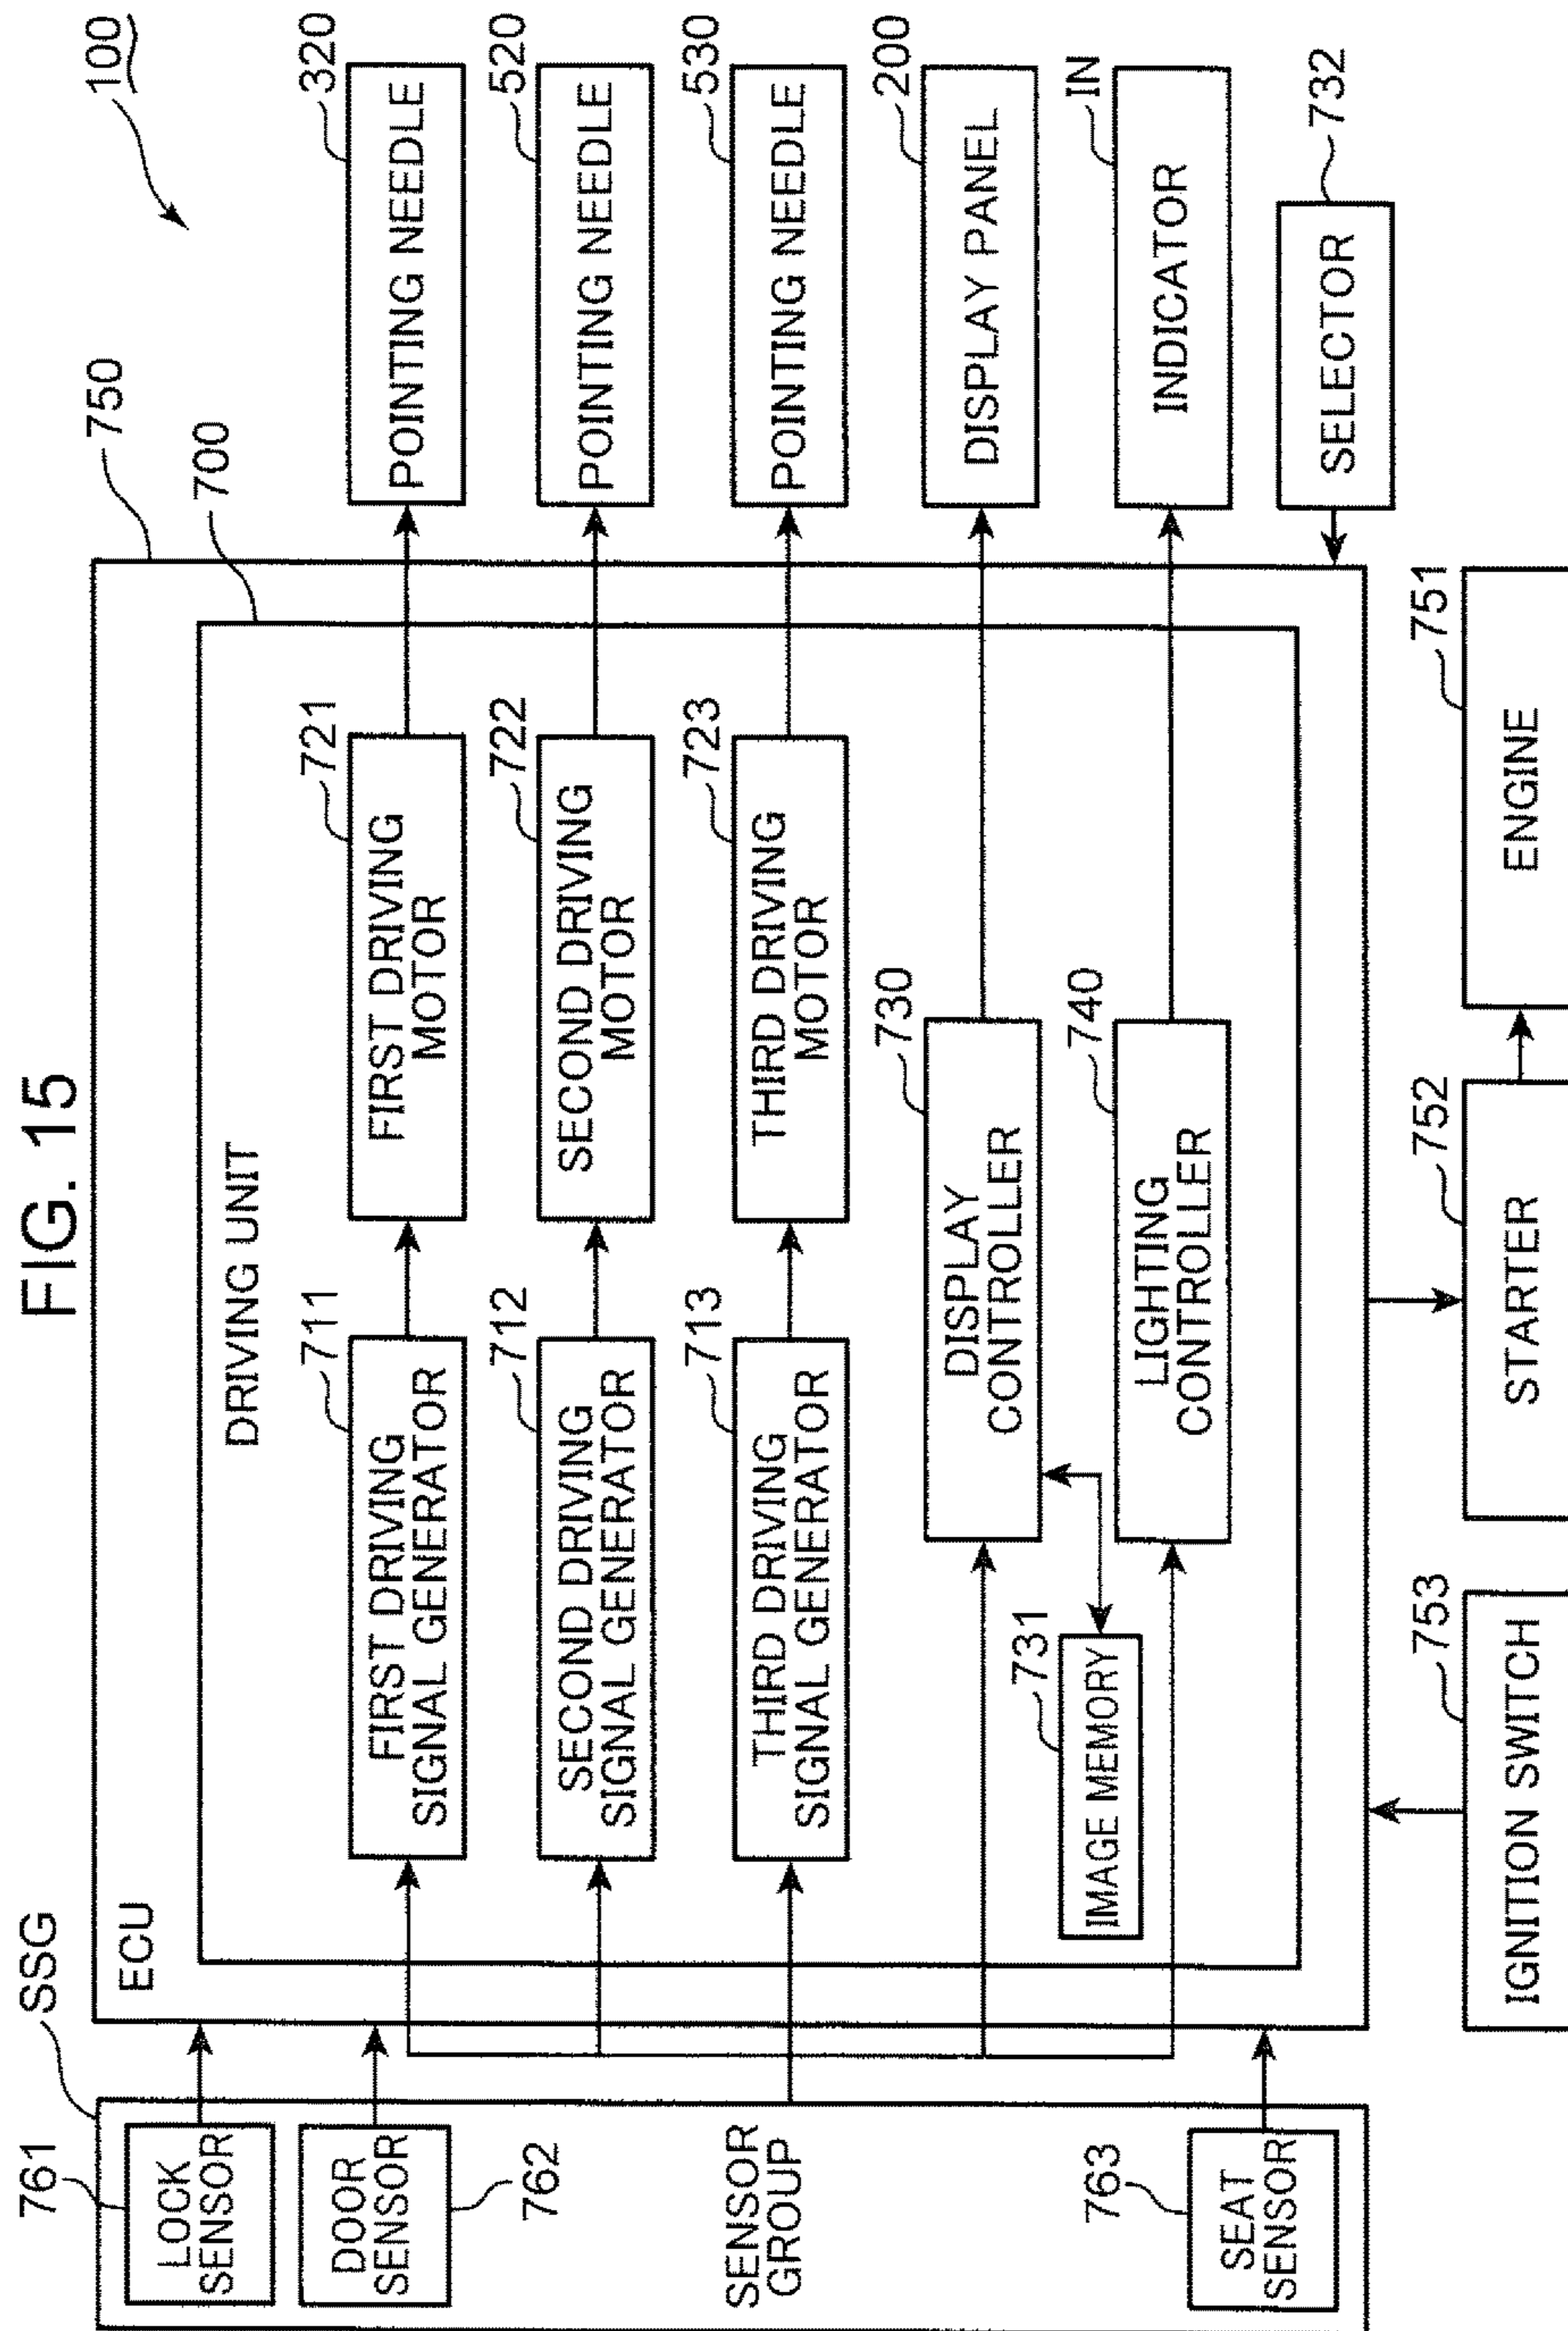 FIG. 15
100
SSG
750
ECU
700
DRIVING UNIT
761
LOCK
SENSOR
711
FIRST DRIVING
SIGNAL GENERATOR
721
FIRST DRIVING
MOTOR
320
POINTING NEEDLE
DOOR
SENSOR
762
712
SECOND DRIVING
SIGNAL GENERATOR
722
SECOND DRIVING
MOTOR
520
POINTING NEEDLE
SENSOR
GROUP
713
THIRD DRIVING
SIGNAL GENERATOR
723
THIRD DRIVING
MOTOR
530
POINTING NEEDLE
730
DISPLAY
CONTROLLER
200
DISPLAY PANEL
731
IMAGE MEMORY
740
LIGHTING
CONTROLLER
IN
INDICATOR
763
SEAT
SENSOR
732
SELECTOR
753
IGNITION SWITCH
752
STARTER
751
ENGINE